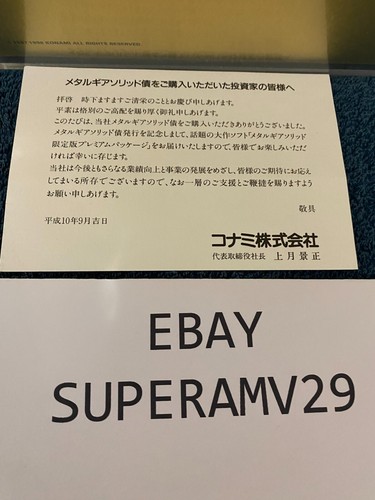 1998 KONAMI ALL RIGHTS RESERVED.
メタルギアソリッド債をご購入いただいた投資家の皆様へ
拝啓　時下ますますご清栄のこととお慶び申しあげます。
平素は格別のご高配を賜り厚く御礼申しあげます。
このたびは、当社メタルギアソリッド債をご購入いただきありがとうございました。
メタルギアソリッド債発行を記念しまして、話題の大作ソフト「メタルギアソリッド
限定版プレミアムパッケージ」をお届けいたしますので、皆様でお楽しみいただ
ければ幸いに存じます。
当社は今後ともさらなる業績向上と事業の発展をめざし、皆様のご期待にお応え
してまいる所存でございますので、なお一層のご支援とご鞭撻を賜りますよう
お願い申しあげます。
敬具
平成10年9月吉日
コナミ株式会社
代表取締役社長　上月景正
EBAY
SUPERAMV29